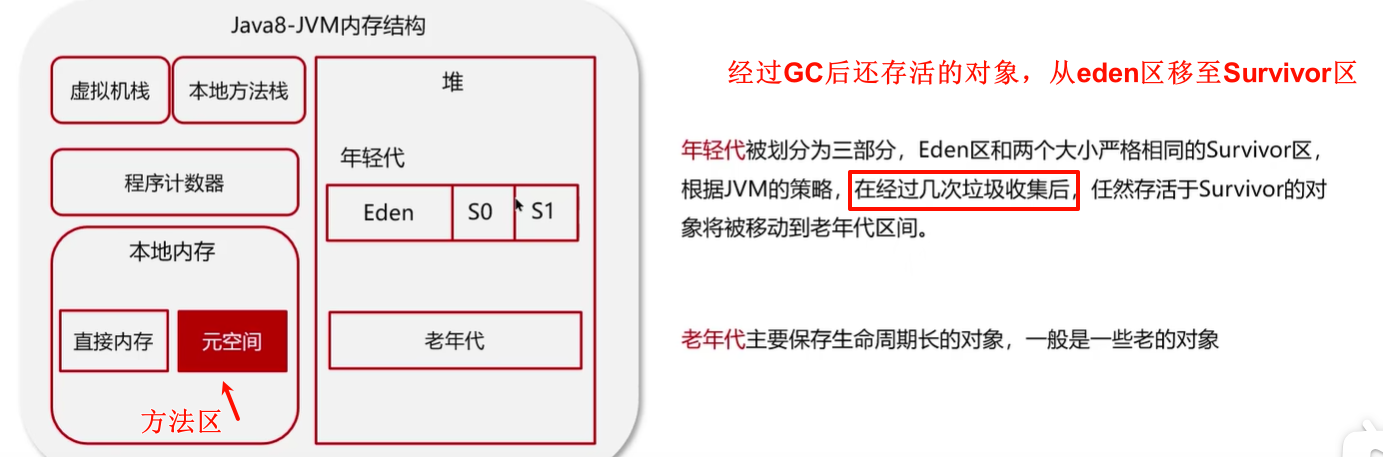 Java8-JVM内存结构
虚拟机栈
本地方法栈
堆
程序计数器
年轻代
Eden
S0
S1
本地内存
直接内存
元空间
老年代
方法区
经过GC后还存活的对象，从eden区移至Survivor区
年轻代被划分为三部分，Eden区和两个大小严格相同的Survivor区，
根据JVM的策略，在经过几次垃圾收集后，任然存活于Survivor的对
象将被移动到老年代区间。
老年代主要保存生命周期长的对象，一般是一些老的对象